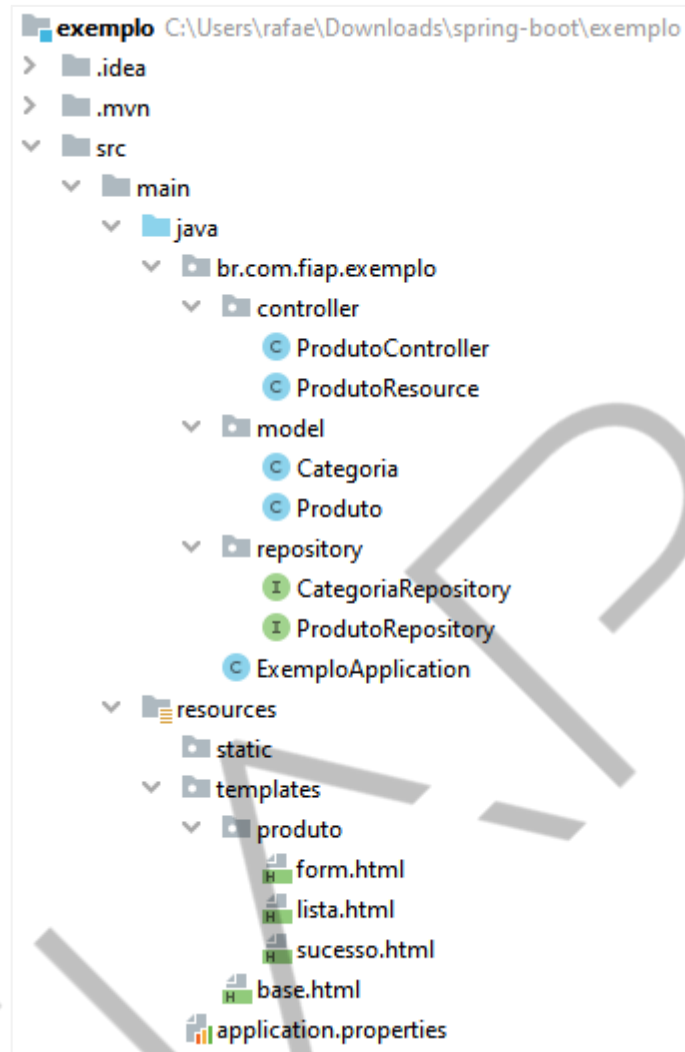 exemplo C:\Users\rafae\Downloads\spring-boot\exemplo
.idea
.mvn
src
main
java
br.com.fiap.exemplo
controller
C ProdutoController
C ProdutoResource
model
C Categoria
C Produto
repository
I CategoriaRepository
I ProdutoRepository
C ExemploApplication
resources
static
templates
produto
H form.html
H lista.html
H sucesso.html
H base.html
application.properties